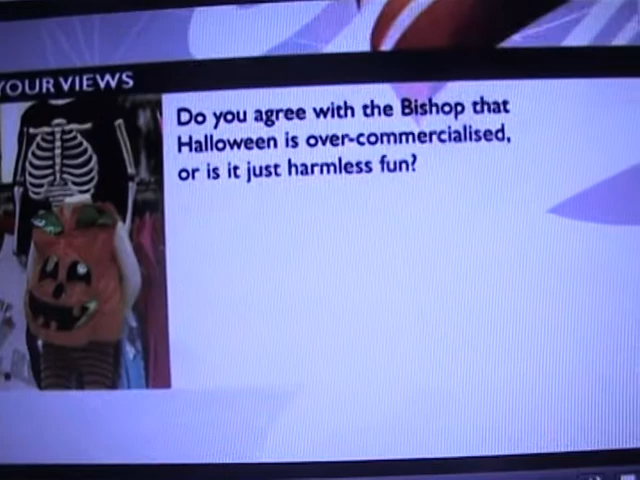 YOUR VIEWS
Do you agree with the Bishop that
Halloween is over-commercialised,
or is it just harmless fun?